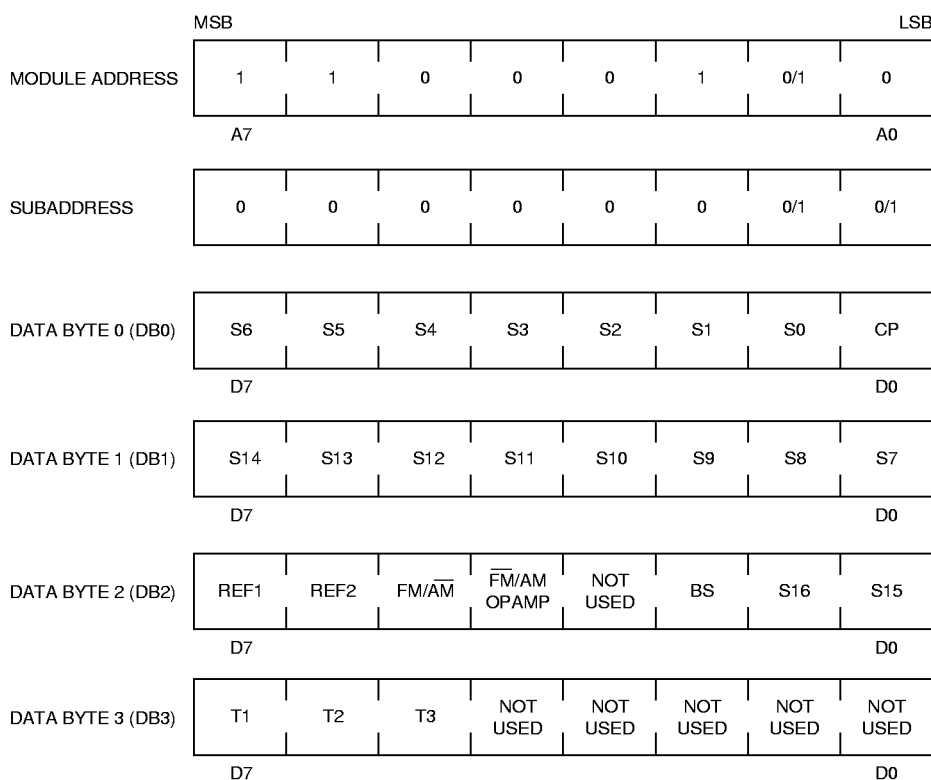 MSB LSB
MODULE ADDRESS 1 1 0 0 0 1 0/1 0
A7 A0
SUBADDRESS 0 0 0 0 0 0 0/1 0/1
DATA BYTE 0 (DB0) S6 S5 S4 S3 S2 S1 S0 CP
D7 D0
DATA BYTE 1 (DB1) S14 S13 S12 S11 S10 S9 S8 S7
D7 D0
DATA BYTE 2 (DB2) REF1 REF2 FM/A̅M̅ F̅M̅/AM OPAMP NOT USED BS S16 S15
D7 D0
DATA BYTE 3 (DB3) T1 T2 T3 NOT USED NOT USED NOT USED NOT USED NOT USED
D7 D0